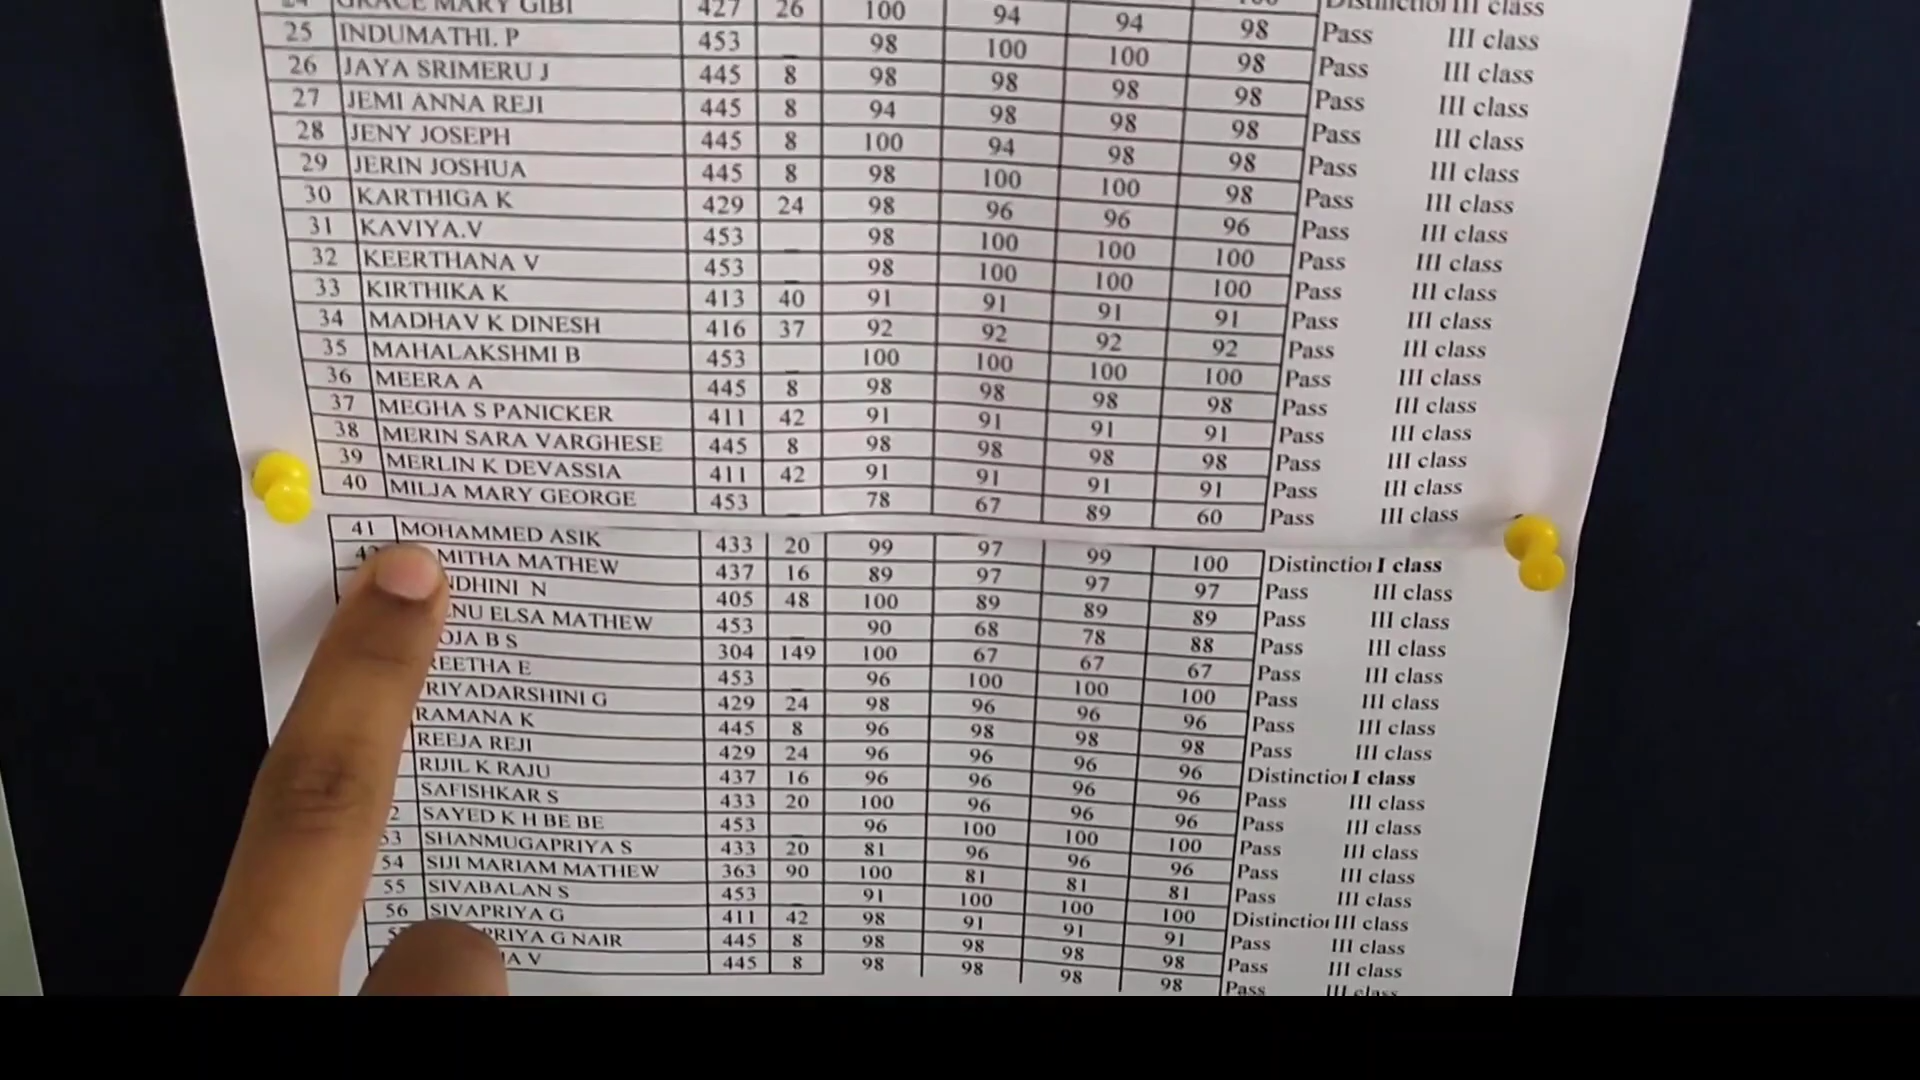 24 GRACE MARY GIBI 427 26 100 94 94 98 Distinction III class
25 INDUMATHI. P 453 _ 98 100 100 98 Pass III class
26 JAYA SRIMERU J 445 8 98 98 98 98 Pass III class
27 JEMI ANNA REJI 445 8 94 98 98 98 Pass III class
28 JENY JOSEPH 445 8 100 94 98 98 Pass III class
29 JERIN JOSHUA 445 8 98 100 100 98 Pass III class
30 KARTHIGA K 429 24 98 96 96 96 Pass III class
31 KAVIYA.V 453 _ 98 100 100 100 Pass III class
32 KEERTHANA V 453 _ 98 100 100 100 Pass III class
33 KIRTHIKA K 413 40 91 91 91 91 Pass III class
34 MADHAV K DINESH 416 37 92 92 92 92 Pass III class
35 MAHALAKSHMI B 453 _ 100 100 100 100 Pass III class
36 MEERA A 445 8 98 98 98 98 Pass III class
37 MEGHA S PANICKER 411 42 91 91 91 91 Pass III class
38 MERIN SARA VARGHESE 445 8 98 98 98 98 Pass III class
39 MERLIN K DEVASSIA 411 42 91 91 91 91 Pass III class
40 MILJA MARY GEORGE 453 78 67 89 60 Pass III class
41 MOHAMMED ASIK 433 20 99 97 99 100 Distinctio I class
MITHA MATHEW 437 16 89 97 97 97 Pass III class
NDHINI N 405 48 100 89 89 89 Pass III class
ENU ELSA MATHEW 453 _ 90 68 78 88 Pass III class
OJA B S 304 149 100 67 67 67 Pass III class
REETHA E 453 _ 96 100 100 100 Pass III class
RIYADARSHINI G 429 24 98 96 96 96 Pass III class
RAMANA K 445 8 96 98 98 98 Pass III class
REEJA REJI 429 24 96 96 96 96 Distinctio I class
RIJIL K RAJU 437 16 96 96 96 96 Pass III class
SAFISHKAR S 433 20 100 96 96 96 Pass III class
2 SAYED K H BE BE 453 _ 96 100 100 100 Pass III class
53 SHANMUGAPRIYA S 433 20 81 96 96 96 Pass III class
54 SIJI MARIAM MATHEW 363 90 100 81 81 81 Pass III class
55 SIVABALAN S 453 _ 91 100 100 100 Distinctio III class
56 SIVAPRIYA G 411 42 98 91 91 91 Pass III class
PRIYA G NAIR 445 8 98 98 98 98 Pass III class
A V 445 8 98 98 98 98 Pass III class